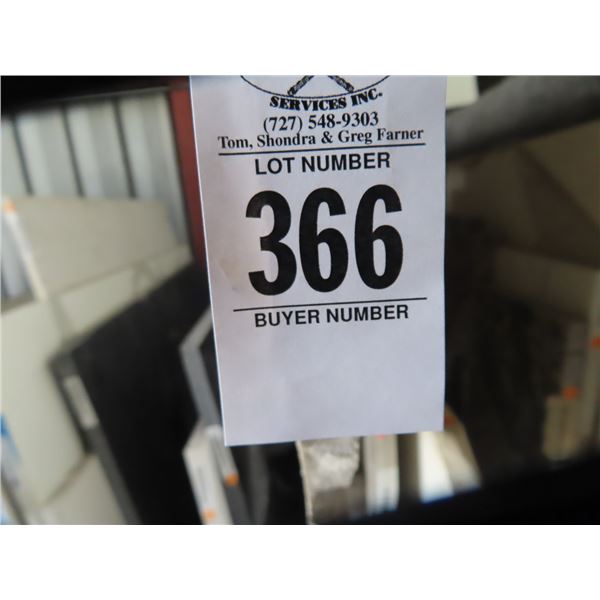 SERVICES INC.
(727) 548-9303
Tom, Shondra & Greg Farner
LOT NUMBER
366
BUYER NUMBER